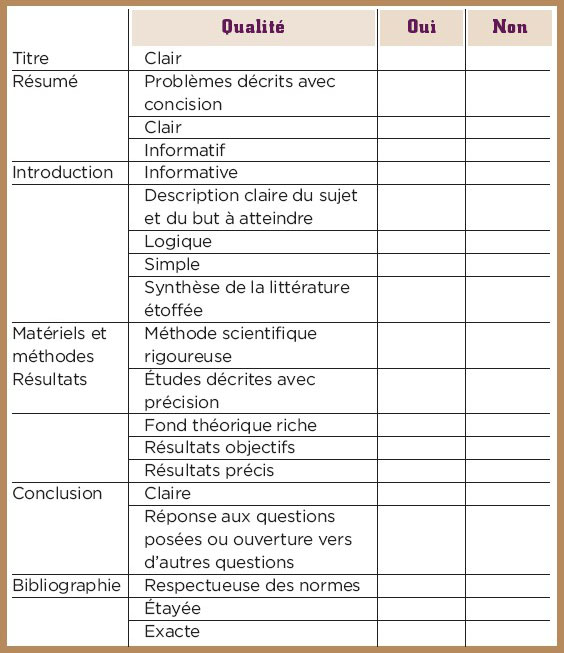 Qualité Oui Non
Titre Clair
Résumé Problèmes décrits avec
concision
Clair
Informatif
Introduction Informative
Description claire du sujet
et du but à atteindre
Logique
Simple
Synthèse de la littérature
étoffée
Matériels et Méthode scientifique
méthodes rigoureuse
Résultats Études décrites avec
précision
Fond théorique riche
Résultats objectifs
Résultats précis
Conclusion Claire
Réponse aux questions
posées ou ouverture vers
d’autres questions
Bibliographie Respectueuse des normes
Étayée
Exacte